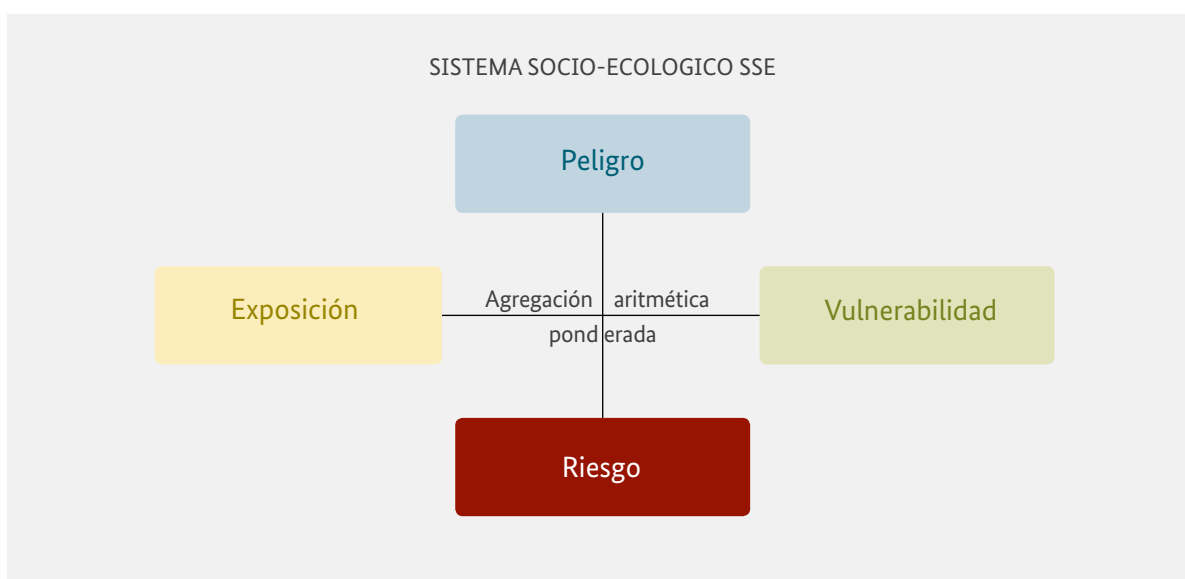 SISTEMA SOCIO-ECOLOGICO SSE
Peligro
Exposición
Agregación aritmética
ponderada
Vulnerabilidad
Riesgo